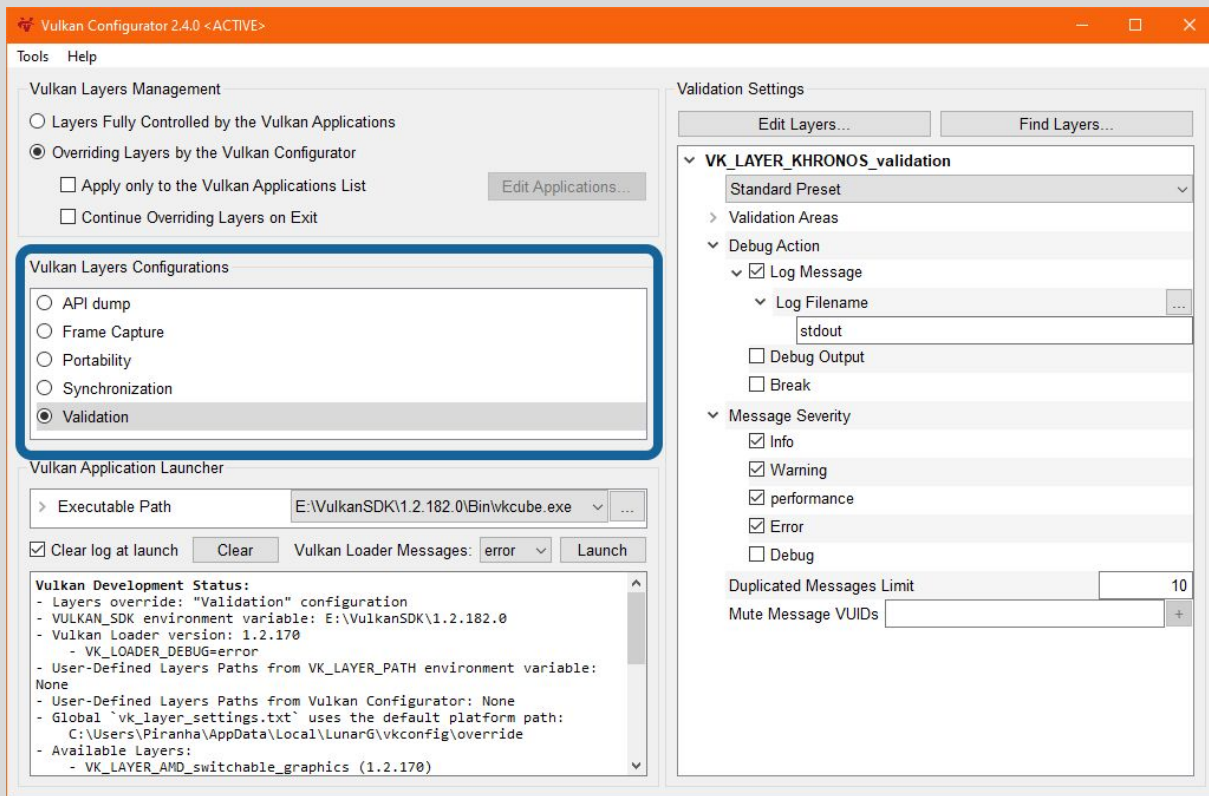 Vulkan Configurator 2.4.0 <ACTIVE>
Tools Help
Vulkan Layers Management
Layers Fully Controlled by the Vulkan Applications
Overriding Layers by the Vulkan Configurator
Apply only to the Vulkan Applications List
Edit Applications...
Continue Overriding Layers on Exit
Vulkan Layers Configurations
API dump
Frame Capture
Portability
Synchronization
Validation
Vulkan Application Launcher
Executable Path
E:\VulkanSDK\1.2.182.0\Bin\vkcube.exe
...
Clear log at launch
Clear
Vulkan Loader Messages:
error
Launch
Vulkan Development Status:
- Layers override: "Validation" configuration
- VULKAN_SDK environment variable: E:\VulkanSDK\1.2.182.0
- Vulkan Loader version: 1.2.170
- VK_LOADER_DEBUG=error
- User-Defined Layers Paths from VK_LAYER_PATH environment variable:
None
- User-Defined Layers Paths from Vulkan Configurator: None
- Global `vk_layer_settings.txt` uses the default platform path:
C:\Users\Piranha\AppData\Local\LunarG\vkconfig\override
- Available Layers:
- VK_LAYER_AMD_switchable_graphics (1.2.170)
Validation Settings
Edit Layers...
Find Layers...
VK_LAYER_KHRONOS_validation
Standard Preset
Validation Areas
Debug Action
Log Message
Log Filename
...
stdout
Debug Output
Break
Message Severity
Info
Warning
performance
Error
Debug
Duplicated Messages Limit
10
Mute Message VUIDs
+